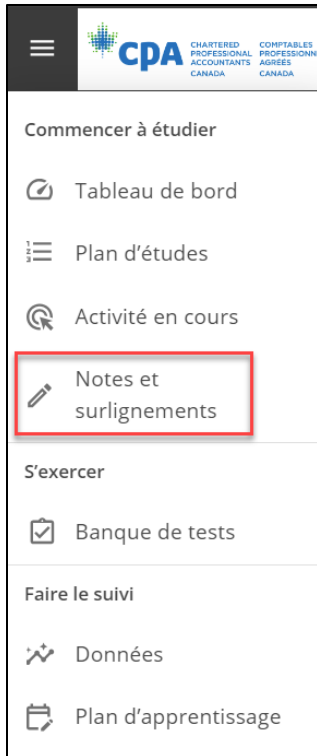 CPA
CHARTERED PROFESSIONAL ACCOUNTANTS CANADA
COMPTABLES AGRÉÉS CANADA
Commencer à étudier
Tableau de bord
Plan d’études
Activité en cours
Notes et
surlignements
S’exercer
Banque de tests
Faire le suivi
Données
Plan d’apprentissage